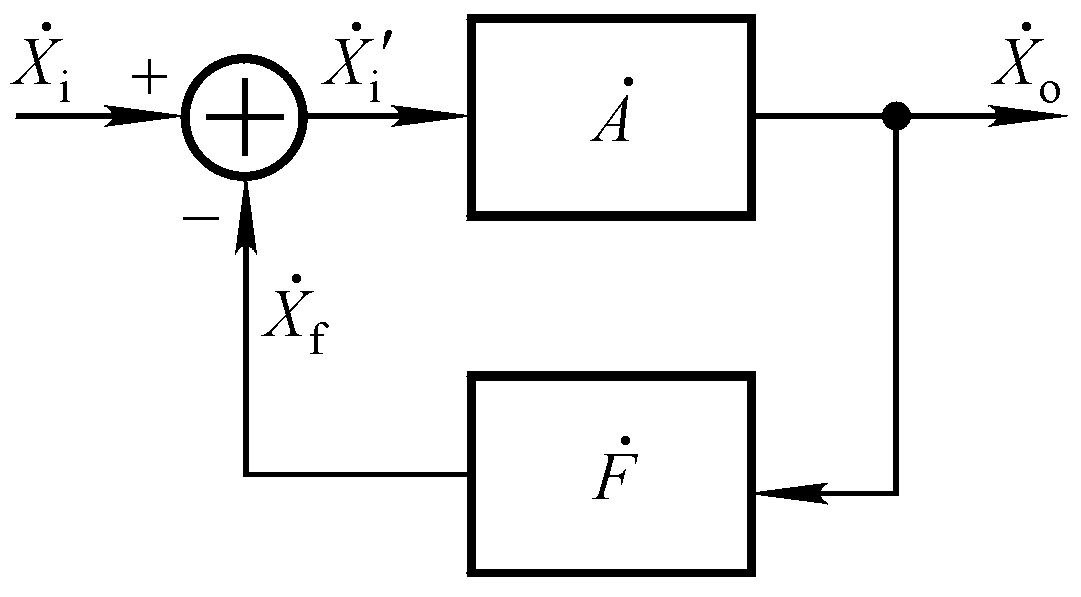 Ẋi
+
Ẋi′
Ȧ
Ẋo
−
Ẋf
Ḟ